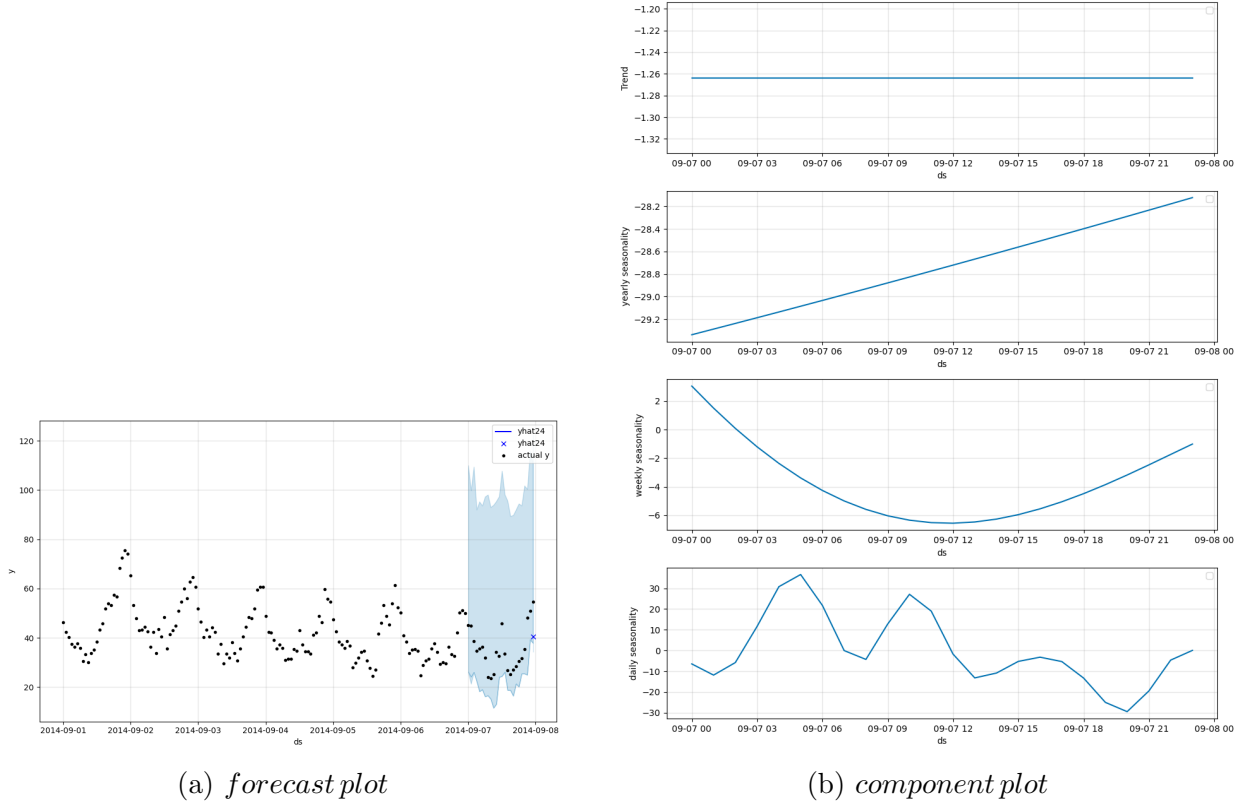 120
100
80
60
40
20
y
yhat24
yhat24
actual y
2014-09-01 2014-09-02 2014-09-03 2014-09-04 2014-09-05 2014-09-06 2014-09-07 2014-09-08
ds
(a) forecast plot
−1.20
−1.22
−1.24
−1.26
−1.28
−1.30
−1.32
Trend
09-07 00 09-07 03 09-07 06 09-07 09 09-07 12 09-07 15 09-07 18 09-07 21 09-08 00
ds
−28.2
−28.4
−28.6
−28.8
−29.0
−29.2
yearly seasonality
09-07 00 09-07 03 09-07 06 09-07 09 09-07 12 09-07 15 09-07 18 09-07 21 09-08 00
ds
2
0
−2
−4
−6
weekly seasonality
09-07 00 09-07 03 09-07 06 09-07 09 09-07 12 09-07 15 09-07 18 09-07 21 09-08 00
ds
30
20
10
0
−10
−20
−30
daily seasonality
09-07 00 09-07 03 09-07 06 09-07 09 09-07 12 09-07 15 09-07 18 09-07 21 09-08 00
ds
(b) component plot